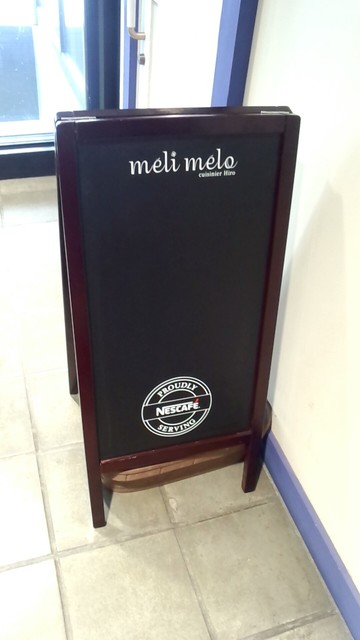 meli melo
cuisinier Hiro
PROUDLY
NESCAFÉ
SERVING